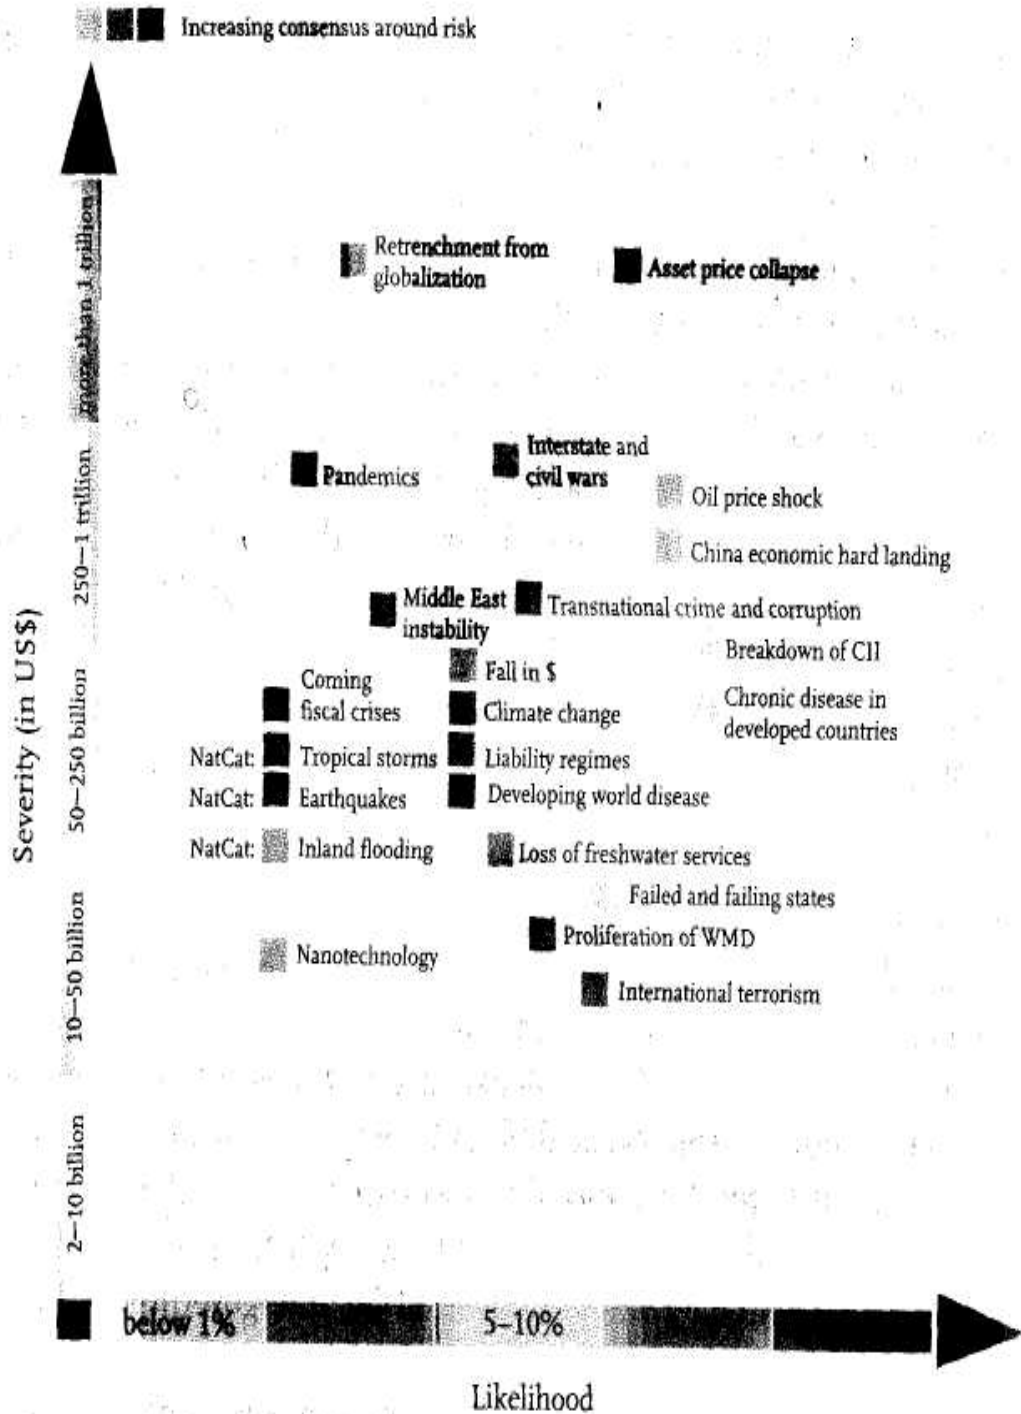 Increasing consensus around risk
more than 1 trillion
Retrenchment from
globalization
Asset price collapse
250–1 trillion
Pandemics
Interstate and
civil wars
Oil price shock
China economic hard landing
Middle East
instability
Transnational crime and corruption
Breakdown of CII
Severity (in US$)
50–250 billion
Coming
fiscal crises
Fall in $
Climate change
Chronic disease in
developed countries
NatCat: Tropical storms
Liability regimes
NatCat: Earthquakes
Developing world disease
NatCat: Inland flooding
Loss of freshwater services
Failed and failing states
10–50 billion
Proliferation of WMD
Nanotechnology
International terrorism
2–10 billion
below 1%
5–10%
Likelihood